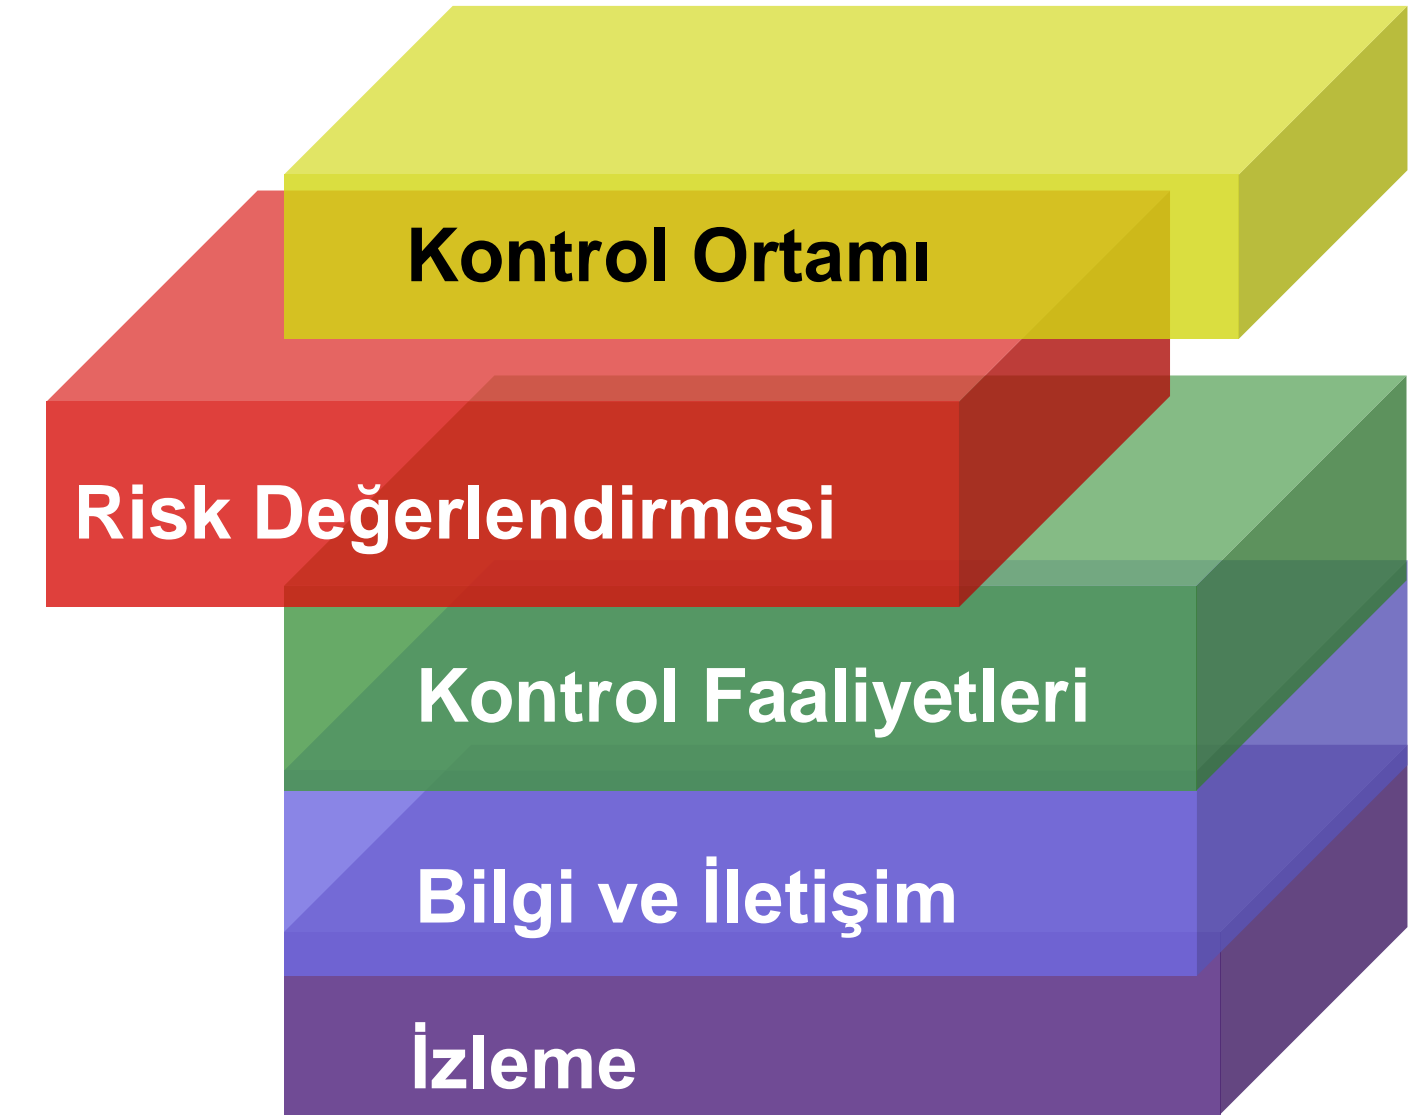 Kontrol Ortamı
Risk Değerlendirmesi
Kontrol Faaliyetleri
Bilgi ve İletişim
İzleme